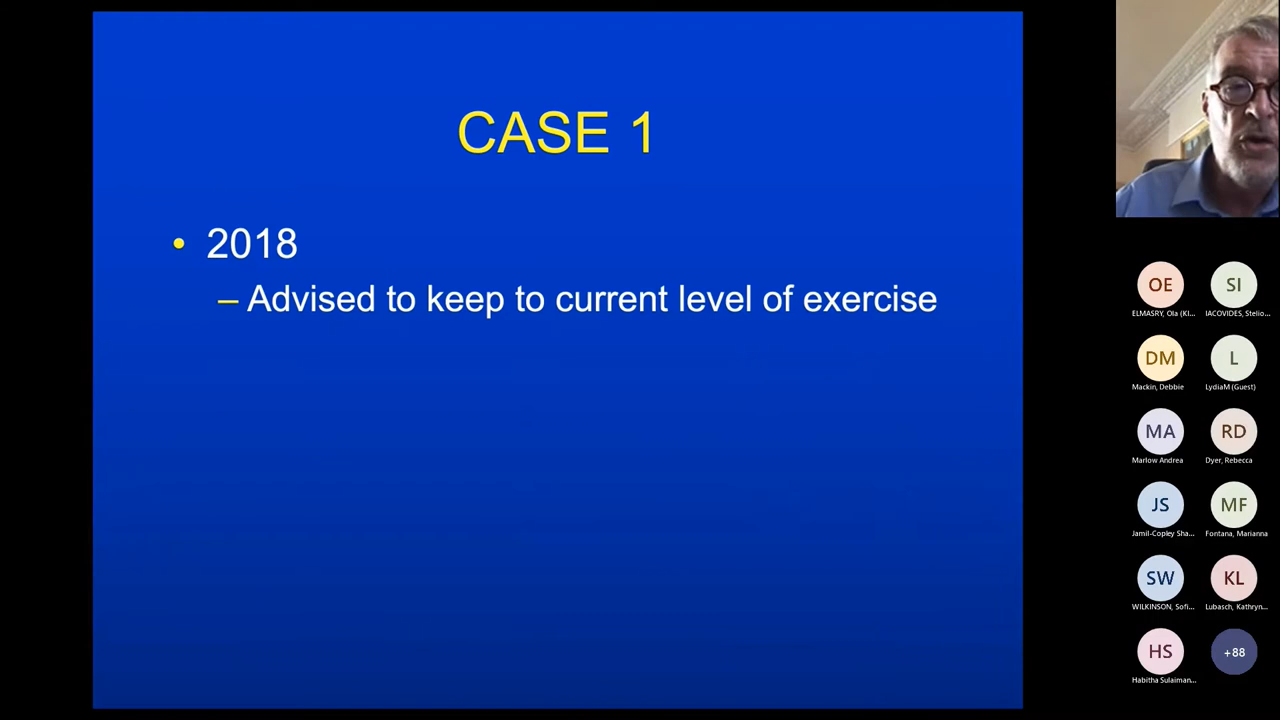 CASE 1
• 2018
– Advised to keep to current level of exercise
OE
SI
ELMASRY, Ola (KI...
IACOVIDES, Stelio...
DM
L
Mackin, Debbie
LydiaM (Guest)
MA
RD
Marlow Andrea
Dyer, Rebecca
JS
MF
Jamil-Copley Sha...
Fontana, Marianna
SW
KL
WILKINSON, Sofi...
Lubasch, Kathryn...
HS
+88
Habitha Sulaiman...